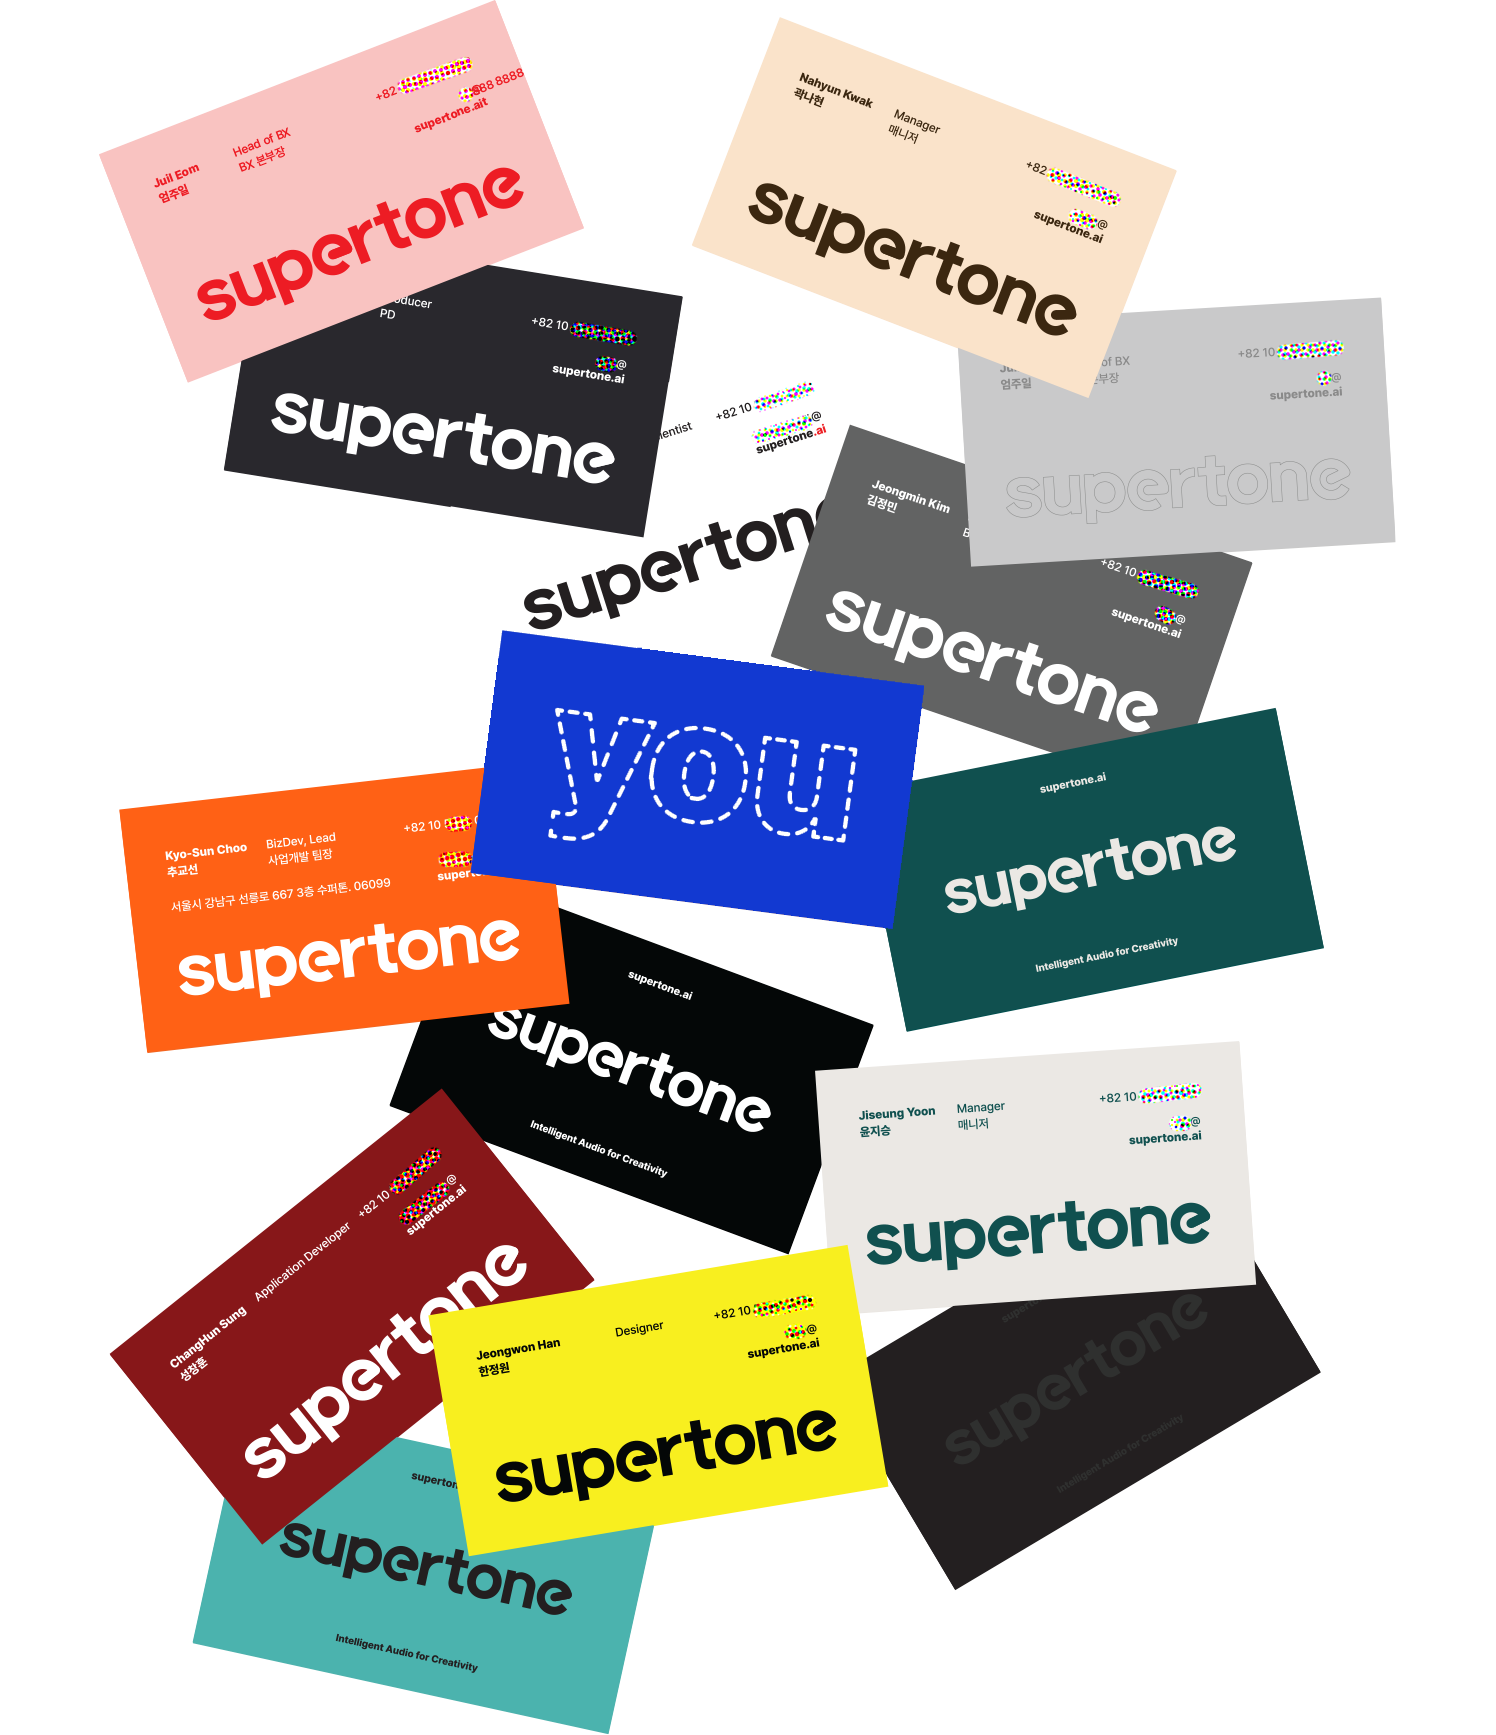 Juil Eom
엄주일
Head of BX
BX 본부장
+82
888 8888
supertone.ait
supertone
Nahyun Kwak
곽나현
Manager
매니저
+82
@
supertone.ai
supertone
PD
+82 10
@
supertone.ai
supertone
+82 10
@
supertone.ai
supertone
of BX
엄주일
+82 10
@
supertone.ai
supertone
Jeongmin Kim
김정민
+82 10
@
supertone.ai
supertone
you
Kyo-Sun Choo
추교선
BizDev, Lead
사업개발 팀장
+82 10
서울시 강남구 선릉로 667 3층 수퍼톤. 06099
supertone
supertone.ai
supertone
Intelligent Audio for Creativity
supertone.ai
supertone
Intelligent Audio for Creativity
Jiseung Yoon
윤지승
Manager
매니저
+82 10
@
supertone.ai
supertone
ChangHun Sung
성창훈
Application Developer
+82 10
@
supertone.ai
supertone
Jeongwon Han
한정원
Designer
+82 10
@
supertone.ai
supertone
supertone
Intelligent Audio for Creativity
supertone
Intelligent Audio for Creativity